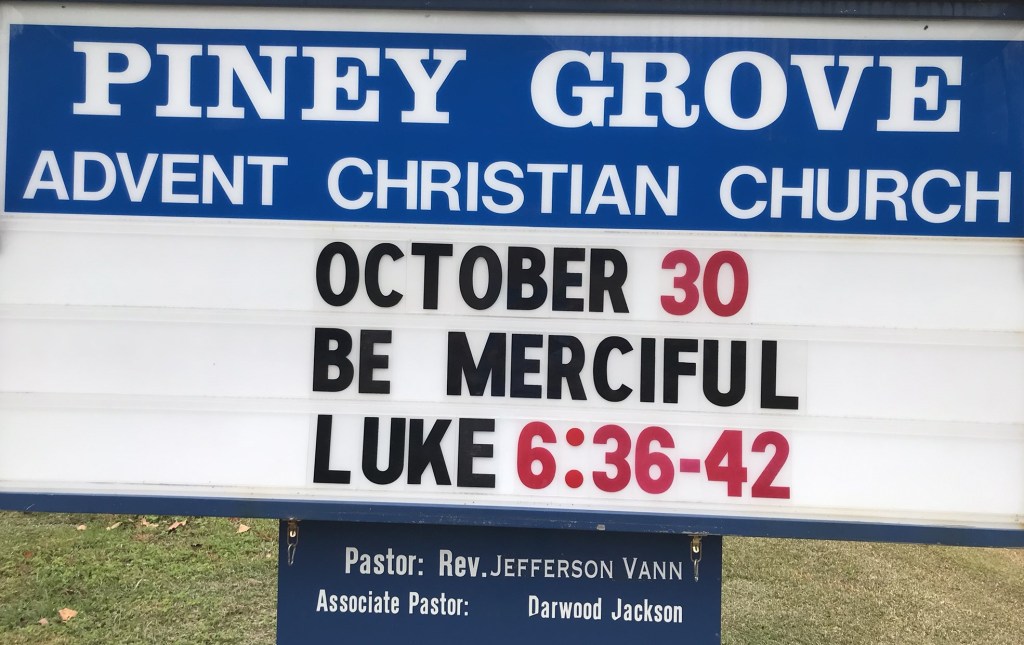 PINEY GROVE
ADVENT CHRISTIAN CHURCH
OCTOBER 30
BE MERCIFUL
LUKE 6:36-42
Pastor: Rev. JEFFERSON VANN
Associate Pastor: Darwood Jackson